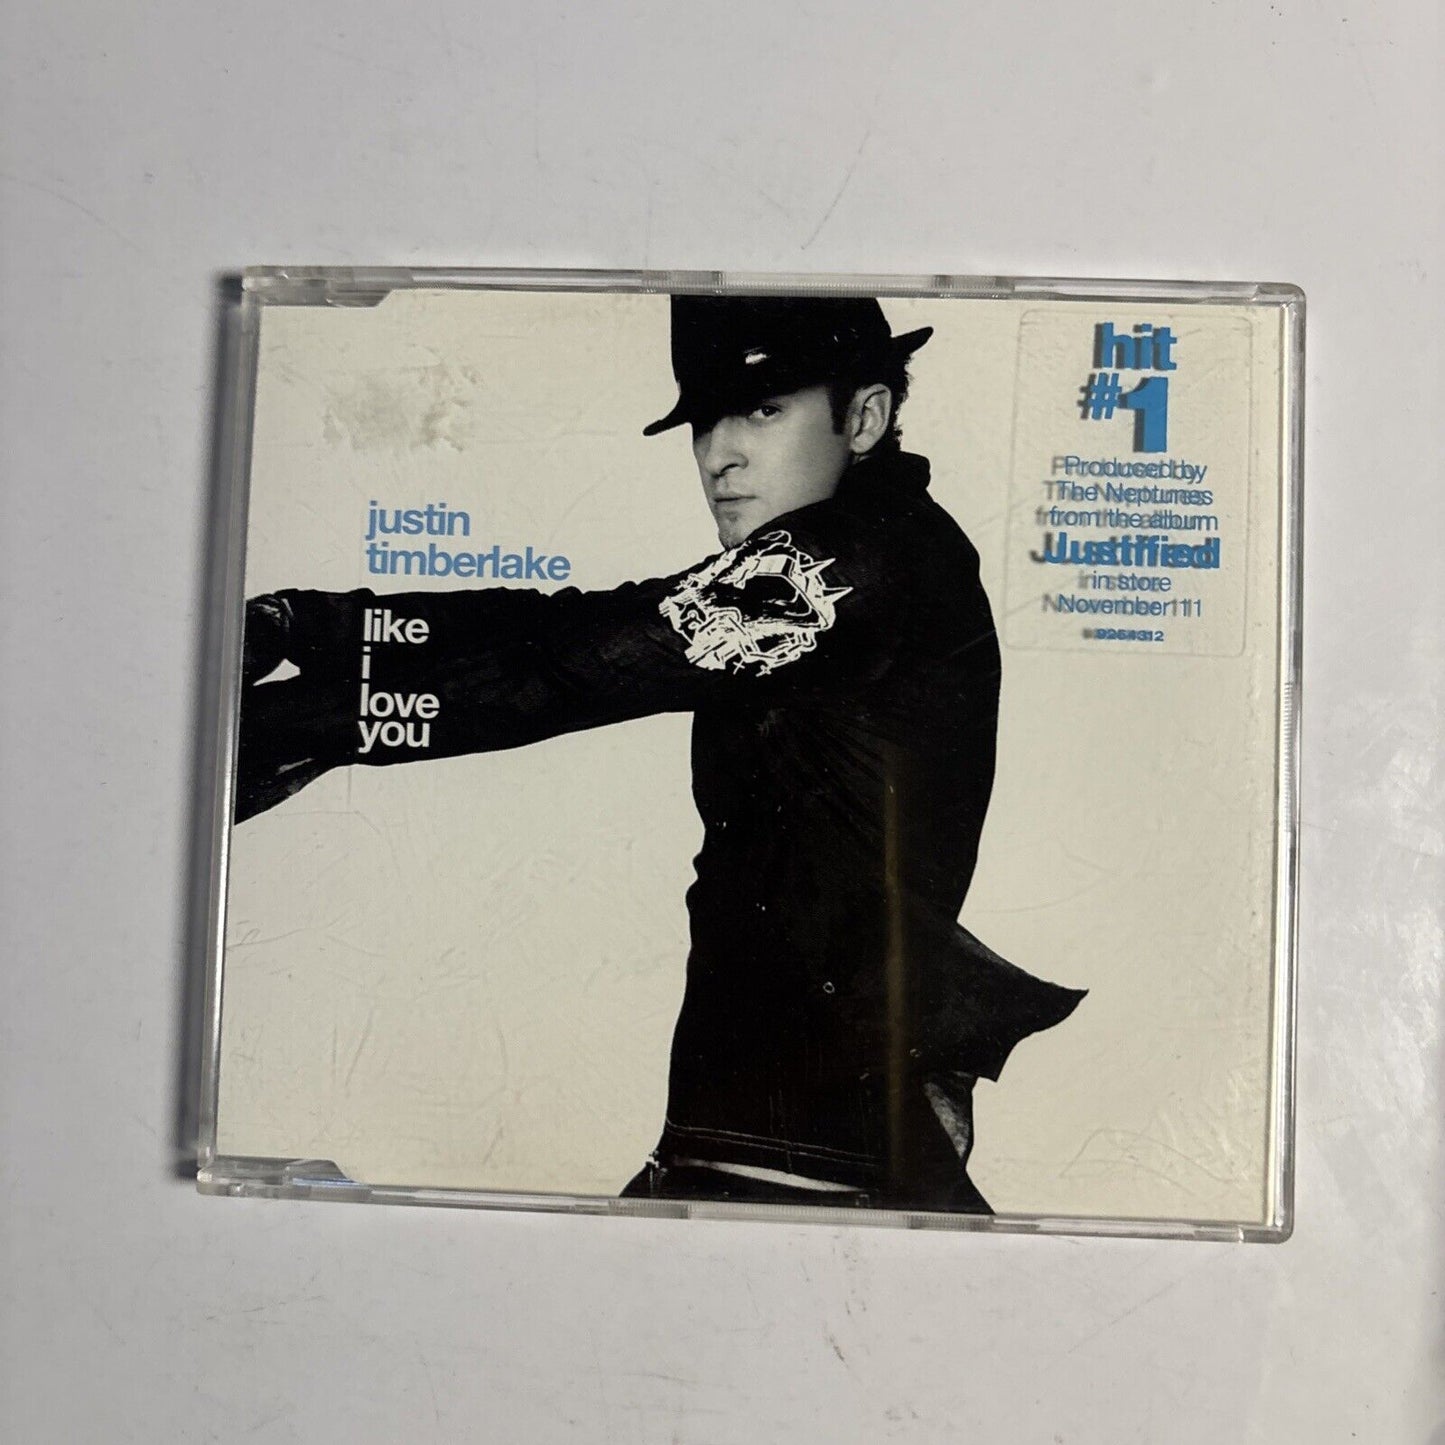 justin
timberlake
like
i
love
you
hit
#1
Produced by
The Neptunes
from the album
Justified
in store
November 11